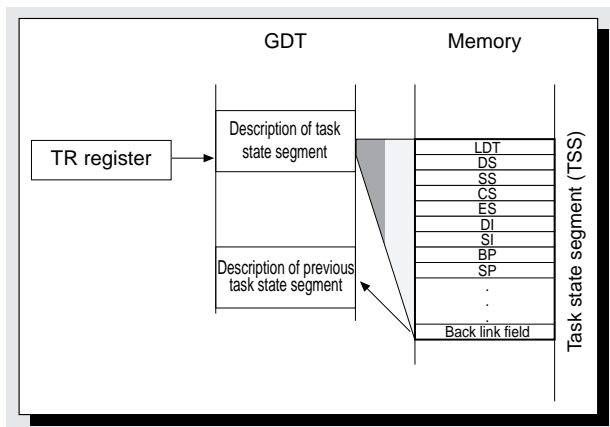 GDT
Memory
TR register
Description of task
state segment
Description of previous
task state segment
LDT
DS
SS
CS
ES
DI
SI
BP
SP
.
.
.
Back link field
Task state segment (TSS)